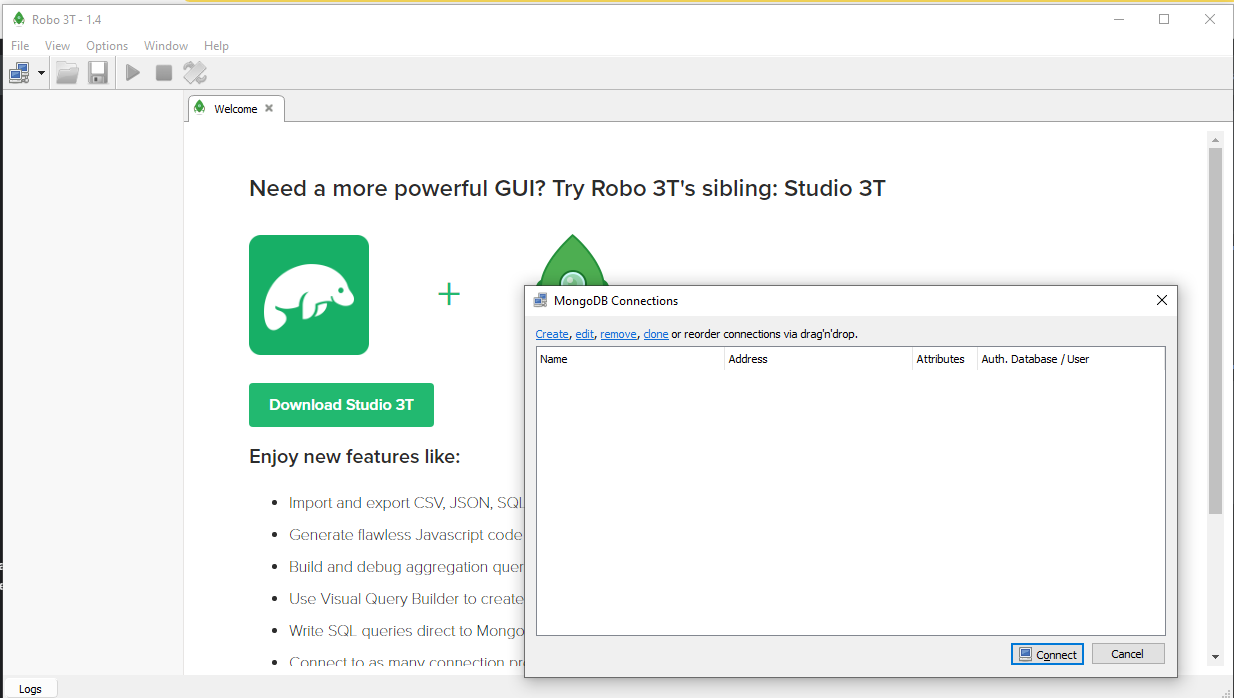 Robo 3T - 1.4
File View Options Window Help
Welcome
Need a more powerful GUI? Try Robo 3T's sibling: Studio 3T
Download Studio 3T
Enjoy new features like:
Import and export CSV, JSON, SQL
Generate flawless Javascript code
Build and debug aggregation quer
Use Visual Query Builder to create
Write SQL queries direct to Mongo
Connect to as many connection pr
MongoDB Connections
Create, edit, remove, clone or reorder connections via drag'n'drop.
Name Address Attributes Auth. Database / User
Connect Cancel
Logs